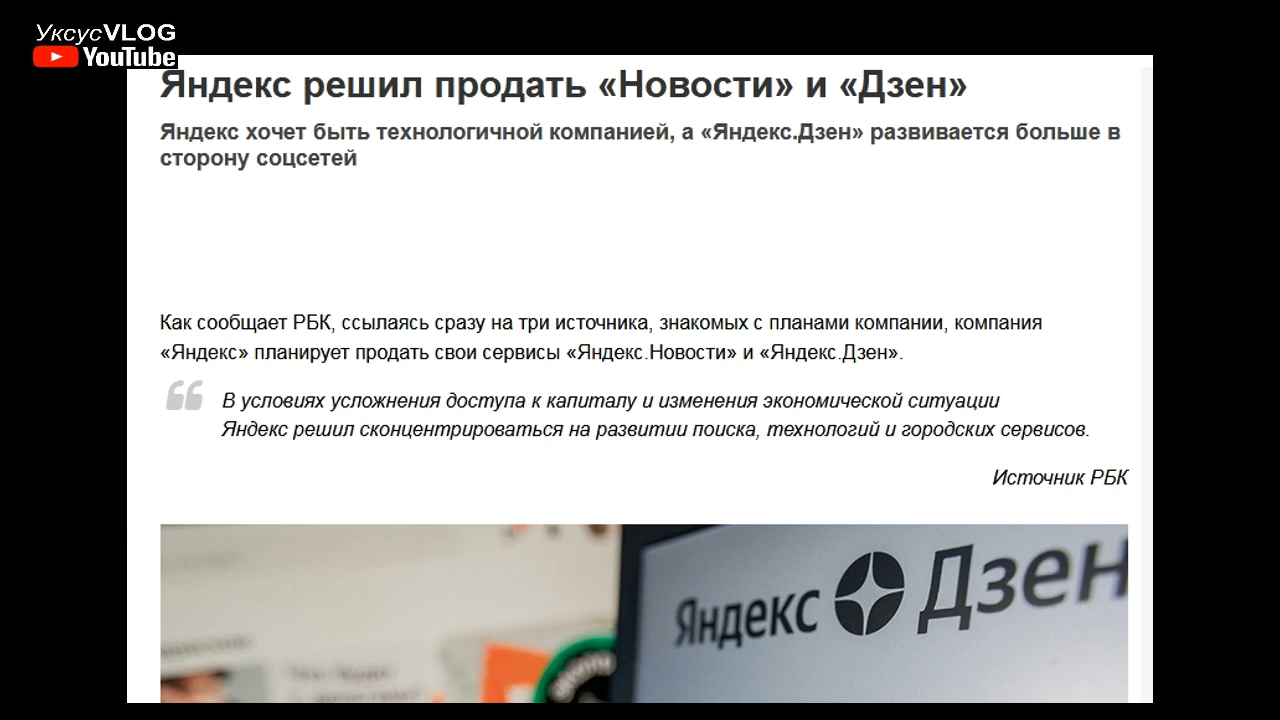 УксусVLOG
YouTube
Яндекс решил продать «Новости» и «Дзен»
Яндекс хочет быть технологичной компанией, а «Яндекс.Дзен» развивается больше в
сторону соцсетей
Как сообщает РБК, ссылаясь сразу на три источника, знакомых с планами компании, компания
«Яндекс» планирует продать свои сервисы «Яндекс.Новости» и «Яндекс.Дзен».
В условиях усложнения доступа к капиталу и изменения экономической ситуации
Яндекс решил сконцентрироваться на развитии поиска, технологий и городских сервисов.
Источник РБК
Яндекс Дзен